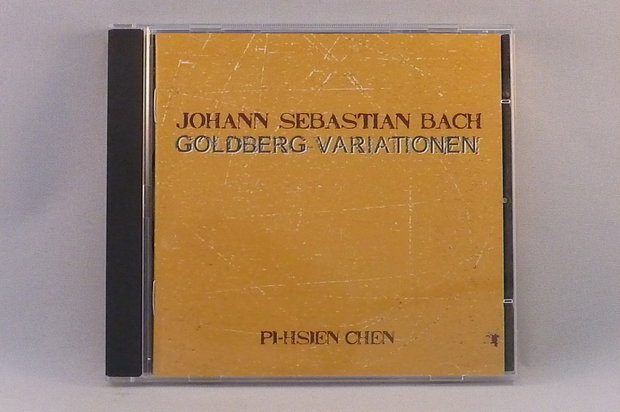 JOHANN SEBASTIAN BACH
GOLDBERG-VARIATIONEN
PI-HSIEN CHEN